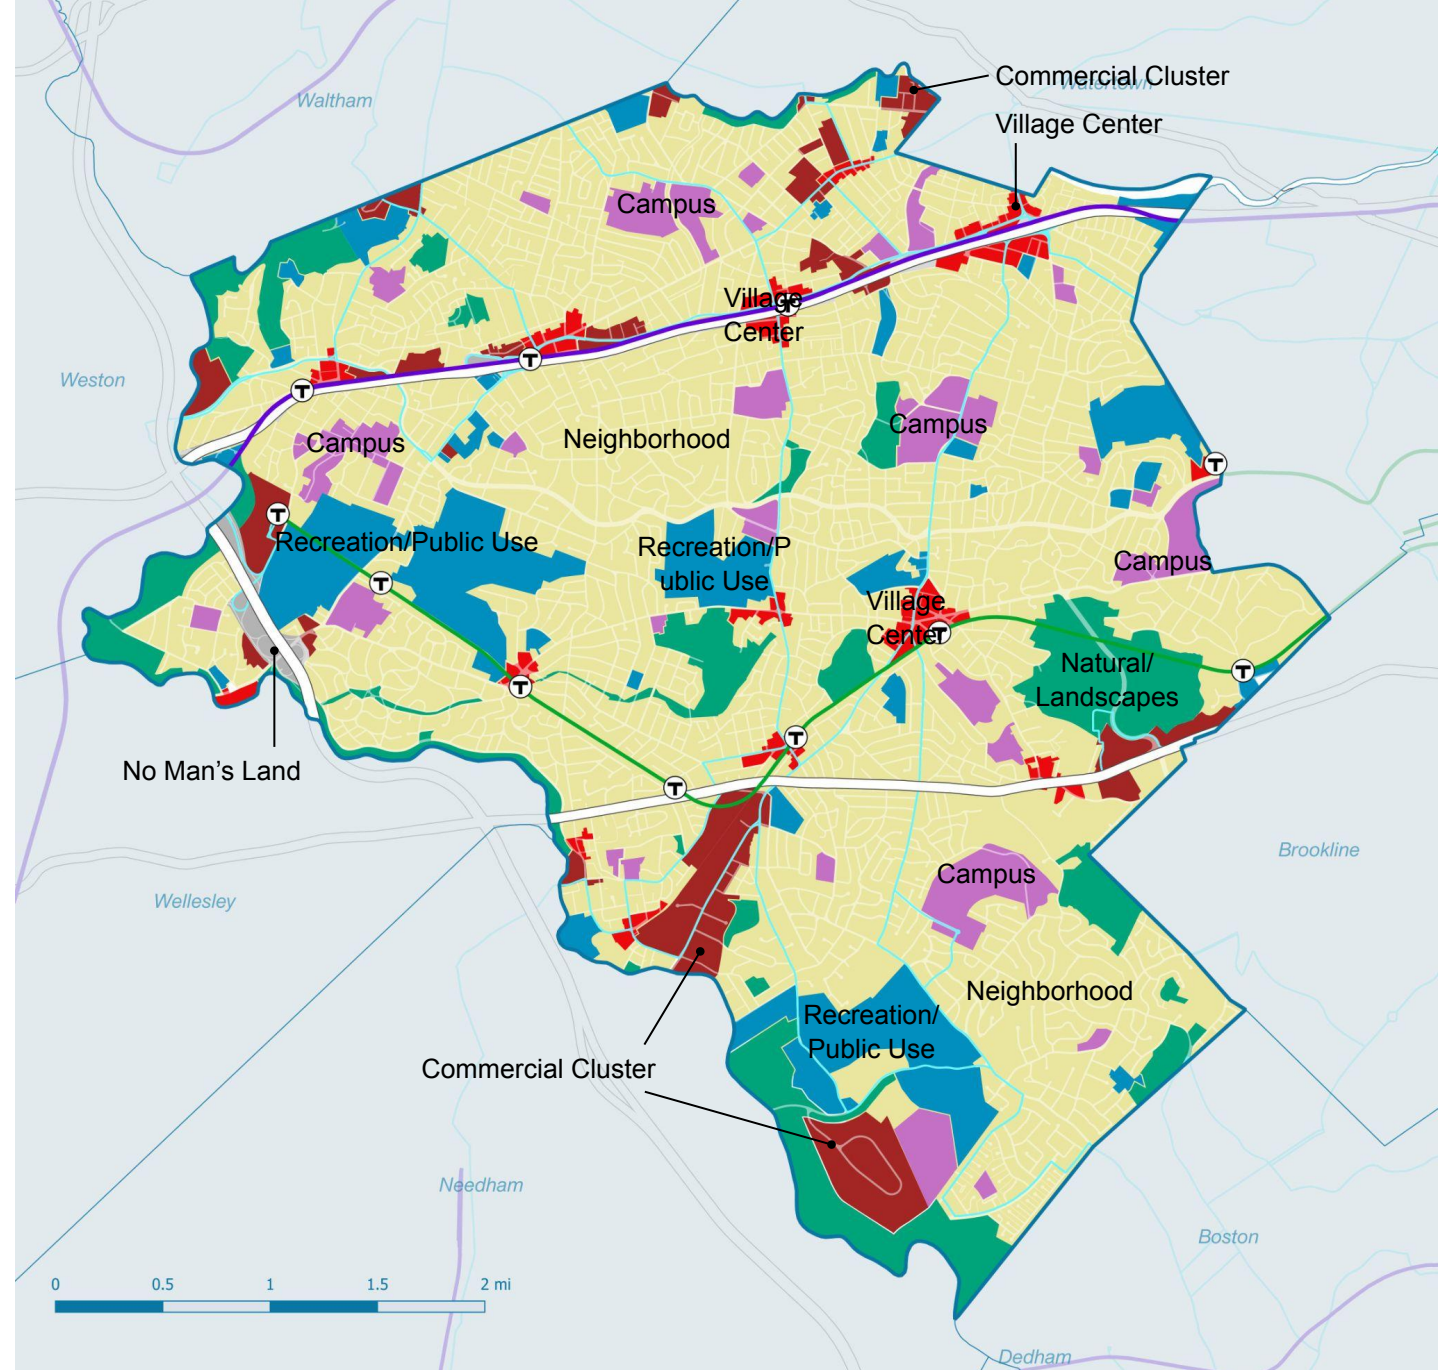 Commercial Cluster
Watertown
Waltham
Village Center
Campus
Village
Center
T
T
T
Weston
Campus
Neighborhood
Campus
T
T
Recreation/Public Use
Recreation/P
ublic Use
Campus
T
Village
Center
T
Natural/
Landscapes
T
T
No Man's Land
T
T
Brookline
Campus
Wellesley
Neighborhood
Recreation/
Public Use
Commercial Cluster
Needham
Boston
0 0.5 1 1.5 2 mi
Dedham